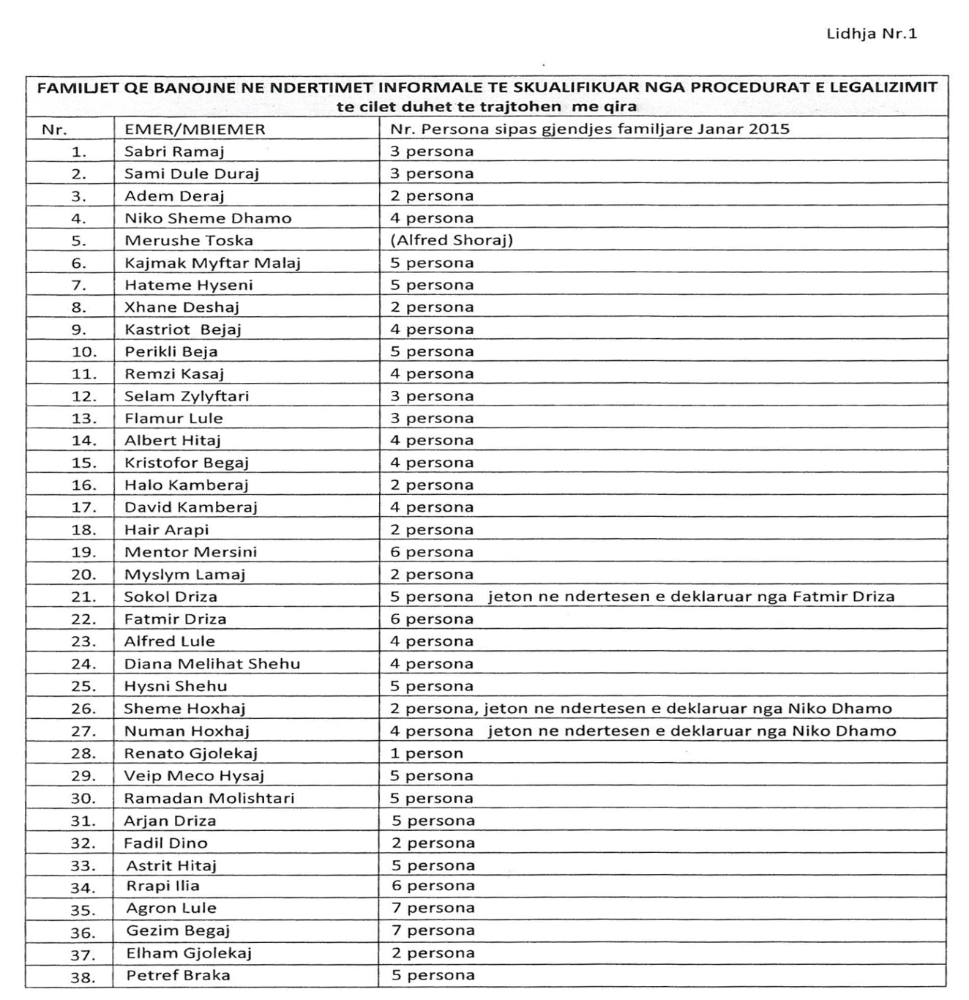 Lidhja Nr.1
FAMILJET QE BANOJNE NE NDERTIMET INFORMALE TE SKUALIFIKUAR NGA PROCEDURAT E LEGALIZIMIT
te cilet duhet te trajtohen me qira
Nr. EMER/MBIEMER Nr. Persona sipas gjendjes familjare Janar 2015
1. Sabri Ramaj 3 persona
2. Sami Dule Duraj 3 persona
3. Adem Deraj 2 persona
4. Niko Sheme Dhamo 4 persona
5. Merushe Toska (Alfred Shoraj)
6. Kajmak Myftar Malaj 5 persona
7. Hateme Hyseni 5 persona
8. Xhane Deshaj 2 persona
9. Kastriot Bejaj 4 persona
10. Perikli Beja 5 persona
11. Remzi Kasaj 4 persona
12. Selam Zylyftari 3 persona
13. Flamur Lule 3 persona
14. Albert Hitaj 4 persona
15. Kristofor Begaj 4 persona
16. Halo Kamberaj 2 persona
17. David Kamberaj 4 persona
18. Hair Arapi 2 persona
19. Mentor Mersini 6 persona
20. Myslym Lamaj 2 persona
21. Sokol Driza 5 persona jeton ne ndertesen e deklaruar nga Fatmir Driza
22. Fatmir Driza 6 persona
23. Alfred Lule 4 persona
24. Diana Melihat Shehu 4 persona
25. Hysni Shehu 5 persona
26. Sheme Hoxhaj 2 persona, jeton ne ndertesen e deklaruar nga Niko Dhamo
27. Numan Hoxhaj 4 persona jeton ne ndertesen e deklaruar nga Niko Dhamo
28. Renato Gjolekaj 1 person
29. Veip Meco Hysaj 5 persona
30. Ramadan Molishtari 5 persona
31. Arjan Driza 5 persona
32. Fadil Dino 2 persona
33. Astrit Hitaj 5 persona
34. Rrapi Ilia 6 persona
35. Agron Lule 7 persona
36. Gezim Begaj 7 persona
37. Elham Gjolekaj 2 persona
38. Petref Braka 5 persona